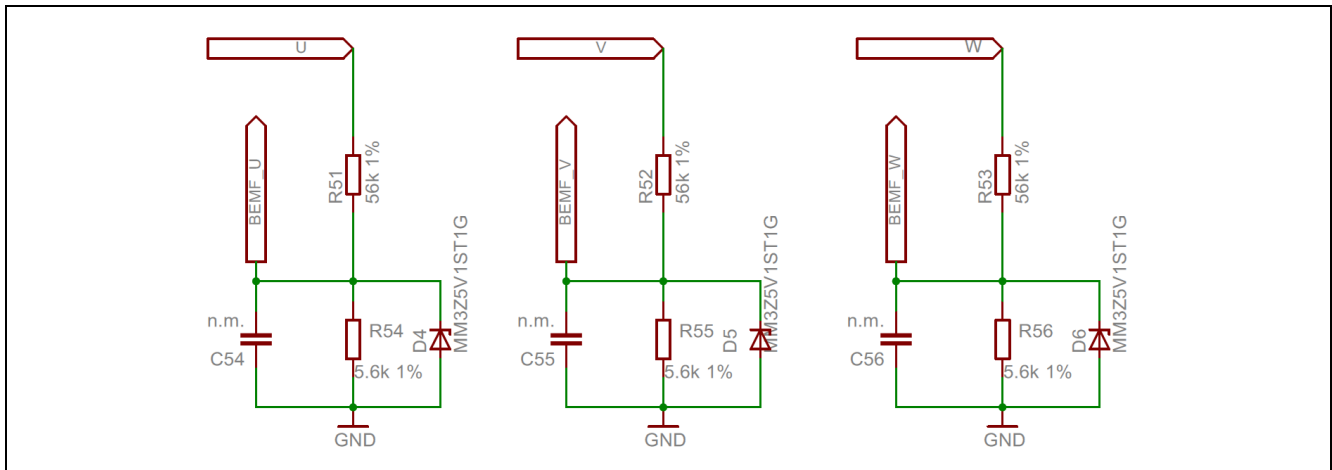 U
V
W
BEMF_U
R51
56k 1%
BEMF_V
R52
56k 1%
BEMF_W
R53
56k 1%
n.m.
C54
R54
5.6k 1%
D4
MM3Z5V1ST1G
n.m.
C55
R55
5.6k 1%
D5
MM3Z5V1ST1G
n.m.
C56
R56
5.6k 1%
D6
MM3Z5V1ST1G
GND
GND
GND